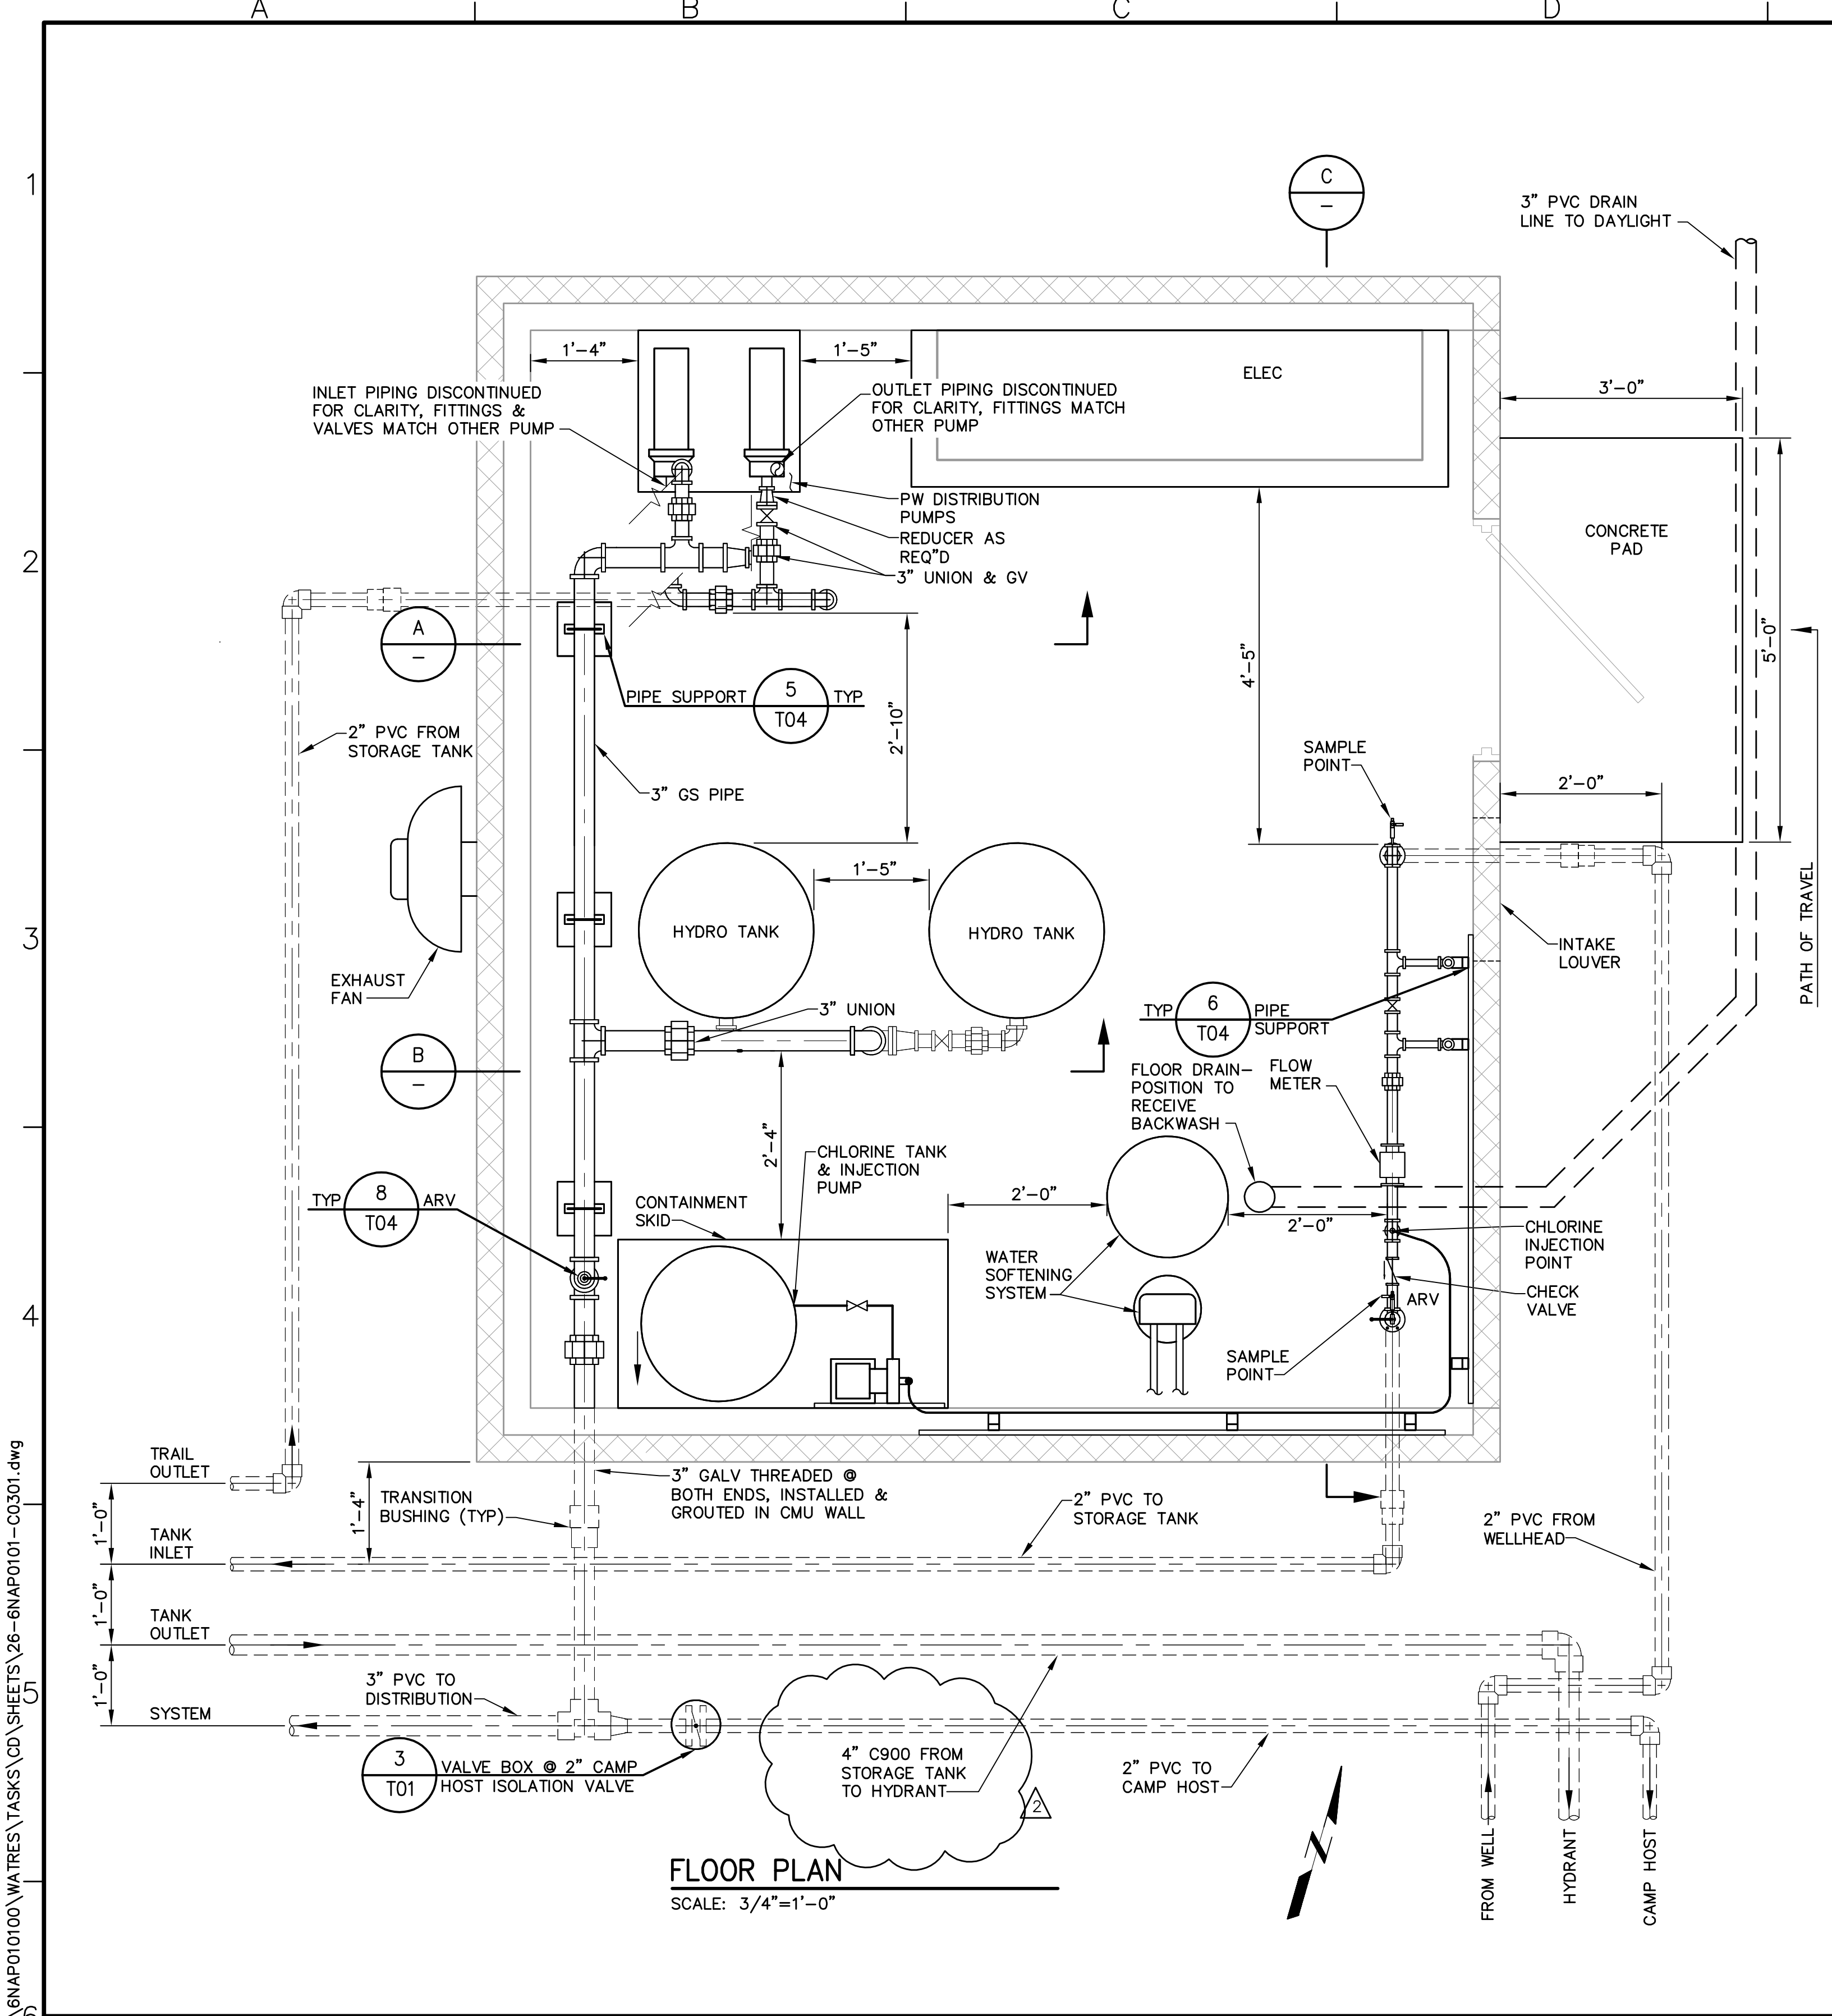 A
B
C
D
1
2
3
4
5
6
C
–
3” PVC DRAIN
LINE TO DAYLIGHT
1'-4”
1'-5”
ELEC
3'-0”
INLET PIPING DISCONTINUED
FOR CLARITY, FITTINGS &
VALVES MATCH OTHER PUMP
OUTLET PIPING DISCONTINUED
FOR CLARITY, FITTINGS MATCH
OTHER PUMP
PW DISTRIBUTION
PUMPS
REDUCER AS
REQ”D
3” UNION & GV
CONCRETE
PAD
5'-0”
A
–
PIPE SUPPORT
5
T04
TYP
2'-10”
4'-5”
2” PVC FROM
STORAGE TANK
3” GS PIPE
SAMPLE
POINT
2'-0”
PATH OF TRAVEL
1'-5”
HYDRO TANK
HYDRO TANK
INTAKE
LOUVER
EXHAUST
FAN
3” UNION
TYP
6
T04
PIPE
SUPPORT
B
–
FLOOR DRAIN–
POSITION TO
RECEIVE
BACKWASH
FLOW
METER
2'-4”
CHLORINE TANK
& INJECTION
PUMP
TYP
8
T04
ARV
CONTAINMENT
SKID
2'-0”
2'-0”
CHLORINE
INJECTION
POINT
WATER
SOFTENING
SYSTEM
CHECK
VALVE
ARV
SAMPLE
POINT
TRAIL
OUTLET
1'-0”
1'-4”
TRANSITION
BUSHING (TYP)
3” GALV THREADED @
BOTH ENDS, INSTALLED &
GROUTED IN CMU WALL
2” PVC TO
STORAGE TANK
2” PVC FROM
WELLHEAD
TANK
INLET
1'-0”
TANK
OUTLET
1'-0”
SYSTEM
3” PVC TO
DISTRIBUTION
3
T01
VALVE BOX @ 2” CAMP
HOST ISOLATION VALVE
4” C900 FROM
STORAGE TANK
TO HYDRANT
2
2” PVC TO
CAMP HOST
N
FROM WELL
HYDRANT
CAMP HOST
FLOOR PLAN
SCALE: 3/4”=1'-0”
\6NAP010100\WATRES\TASKS\CD\SHEETS\26-6NAP0101-C0301.dwg